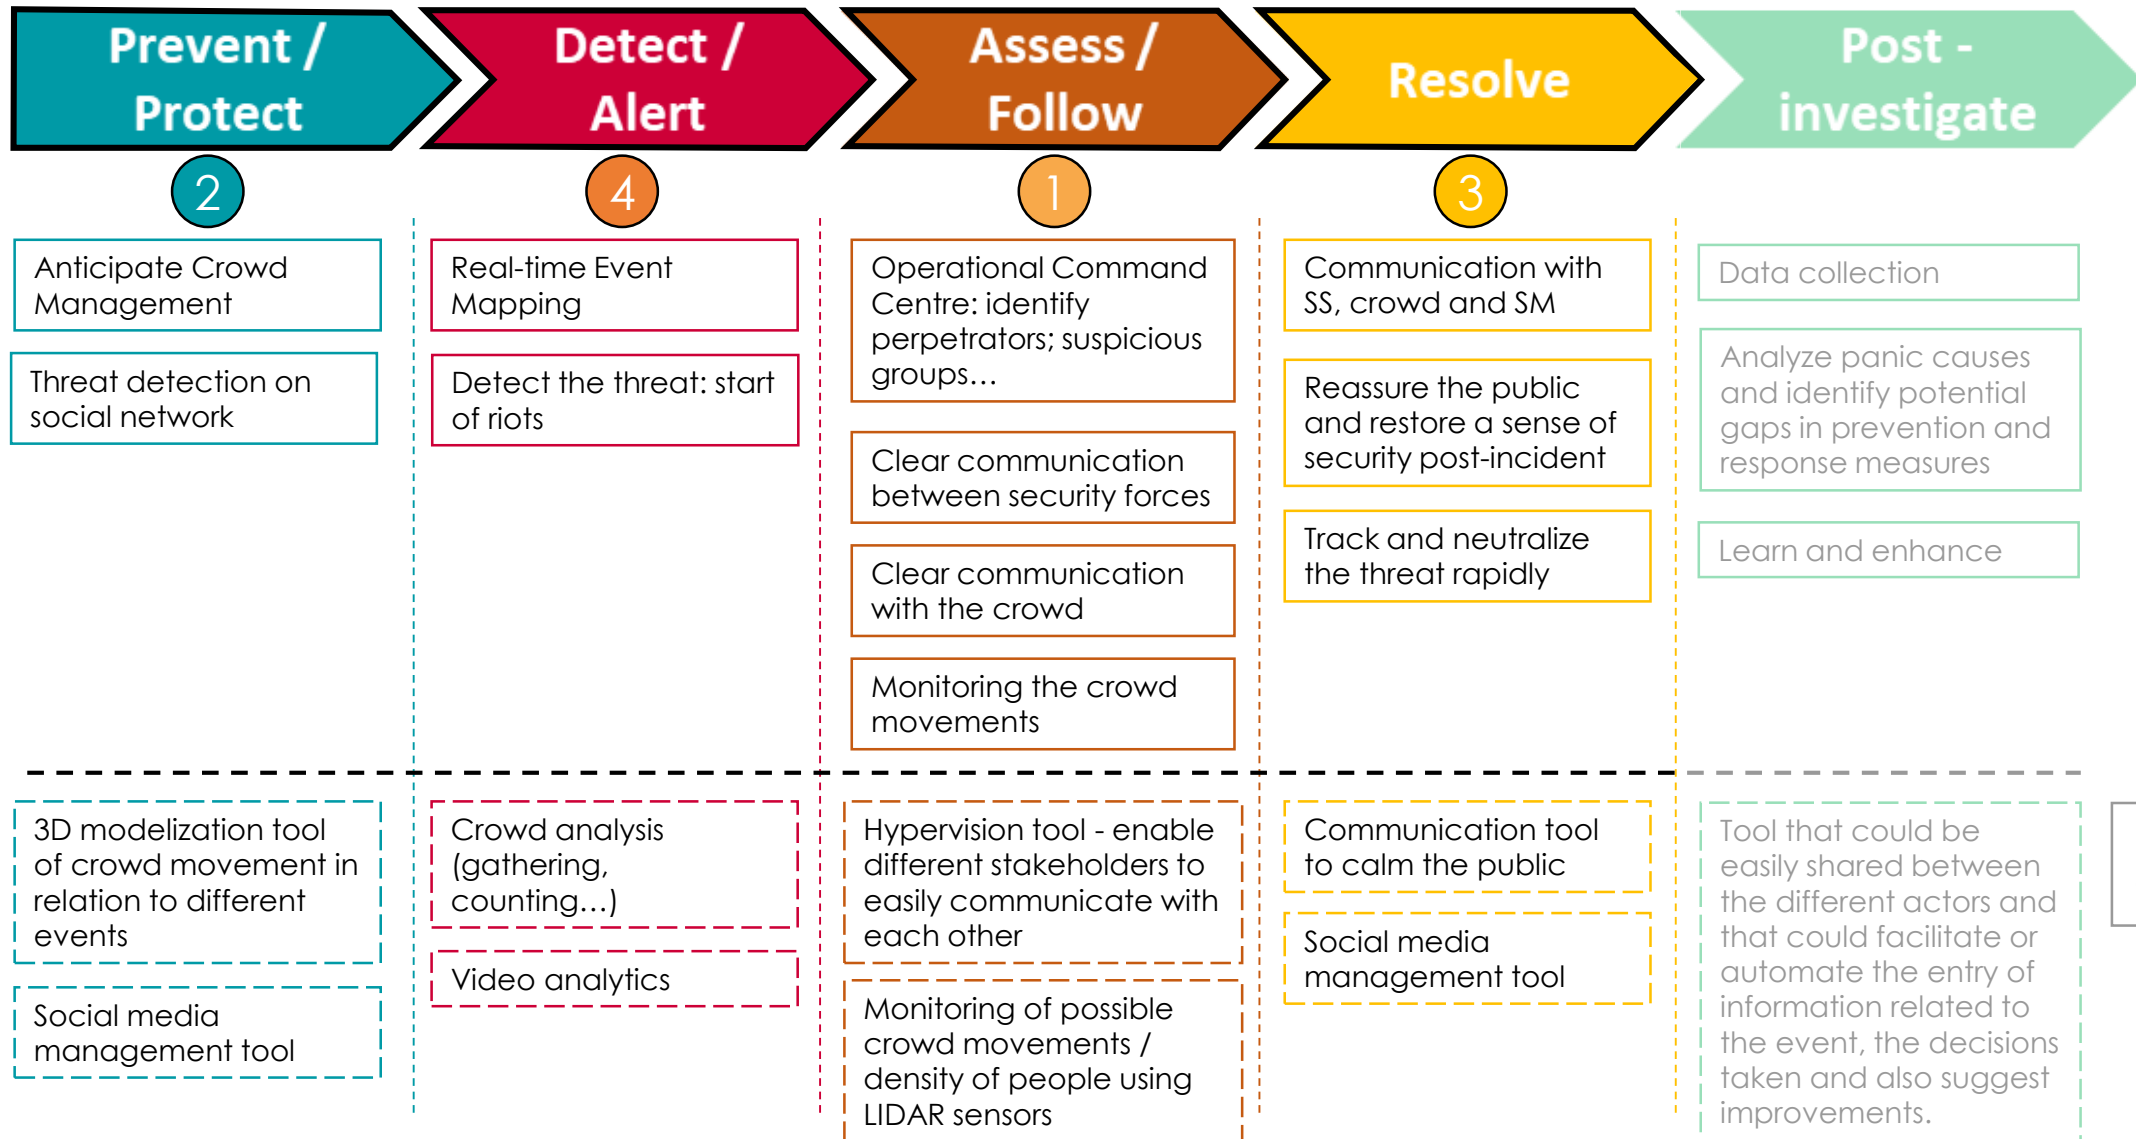 Prevent /
Protect
Detect /
Alert
Assess /
Follow
Resolve
Post -
investigate
2
4
1
3
Anticipate Crowd
Management
Threat detection on
social network
Real-time Event
Mapping
Detect the threat: start
of riots
Operational Command
Centre: identify
perpetrators; suspicious
groups...
Clear communication
between security forces
Clear communication
with the crowd
Monitoring the crowd
movements
Communication with
SS, crowd and SM
Reassure the public
and restore a sense of
security post-incident
Track and neutralize
the threat rapidly
Data collection
Analyze panic causes
and identify potential
gaps in prevention and
response measures
Learn and enhance
3D modelization tool
of crowd movement in
relation to different
events
Social media
management tool
Crowd analysis
(gathering,
counting...)
Video analytics
Hypervision tool - enable
different stakeholders to
easily communicate with
each other
Monitoring of possible
crowd movements /
density of people using
LIDAR sensors
Communication tool
to calm the public
Social media
management tool
Tool that could be
easily shared between
the different actors and
that could facilitate or
automate the entry of
information related to
the event, the decisions
taken and also suggest
improvements.